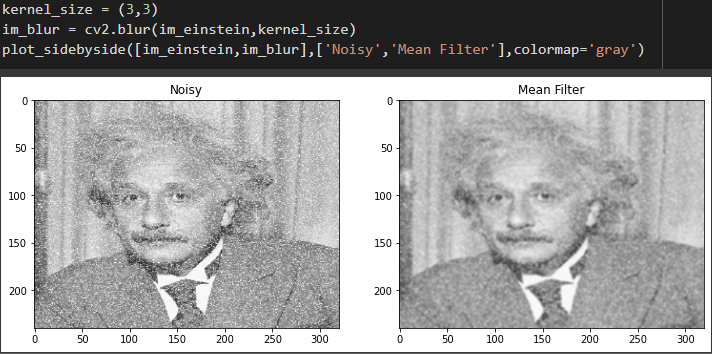 kernel_size = (3,3)
im_blur = cv2.blur(im_einstein,kernel_size)
plot_sidebyside([im_einstein,im_blur],['Noisy','Mean Filter'],colormap='gray')
Noisy
0
50
100
150
200
0 50 100 150 200 250 300
Mean Filter
0
50
100
150
200
0 50 100 150 200 250 300